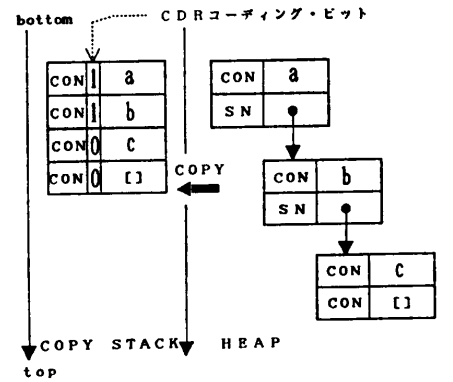 bottom
CDRコーディング・ビット
CON 1 a
CON 1 b
CON 0 C
CON 0 []
COPY
CON a
SN
CON b
SN
CON C
CON []
COPY STACK
HEAP
top